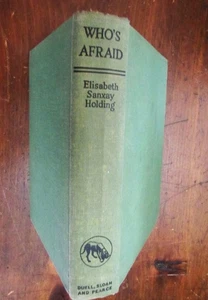 WHO'S
AFRAID
Elisabeth
Sanxay
Holding
DUELL, SLOAN
AND PEARCE